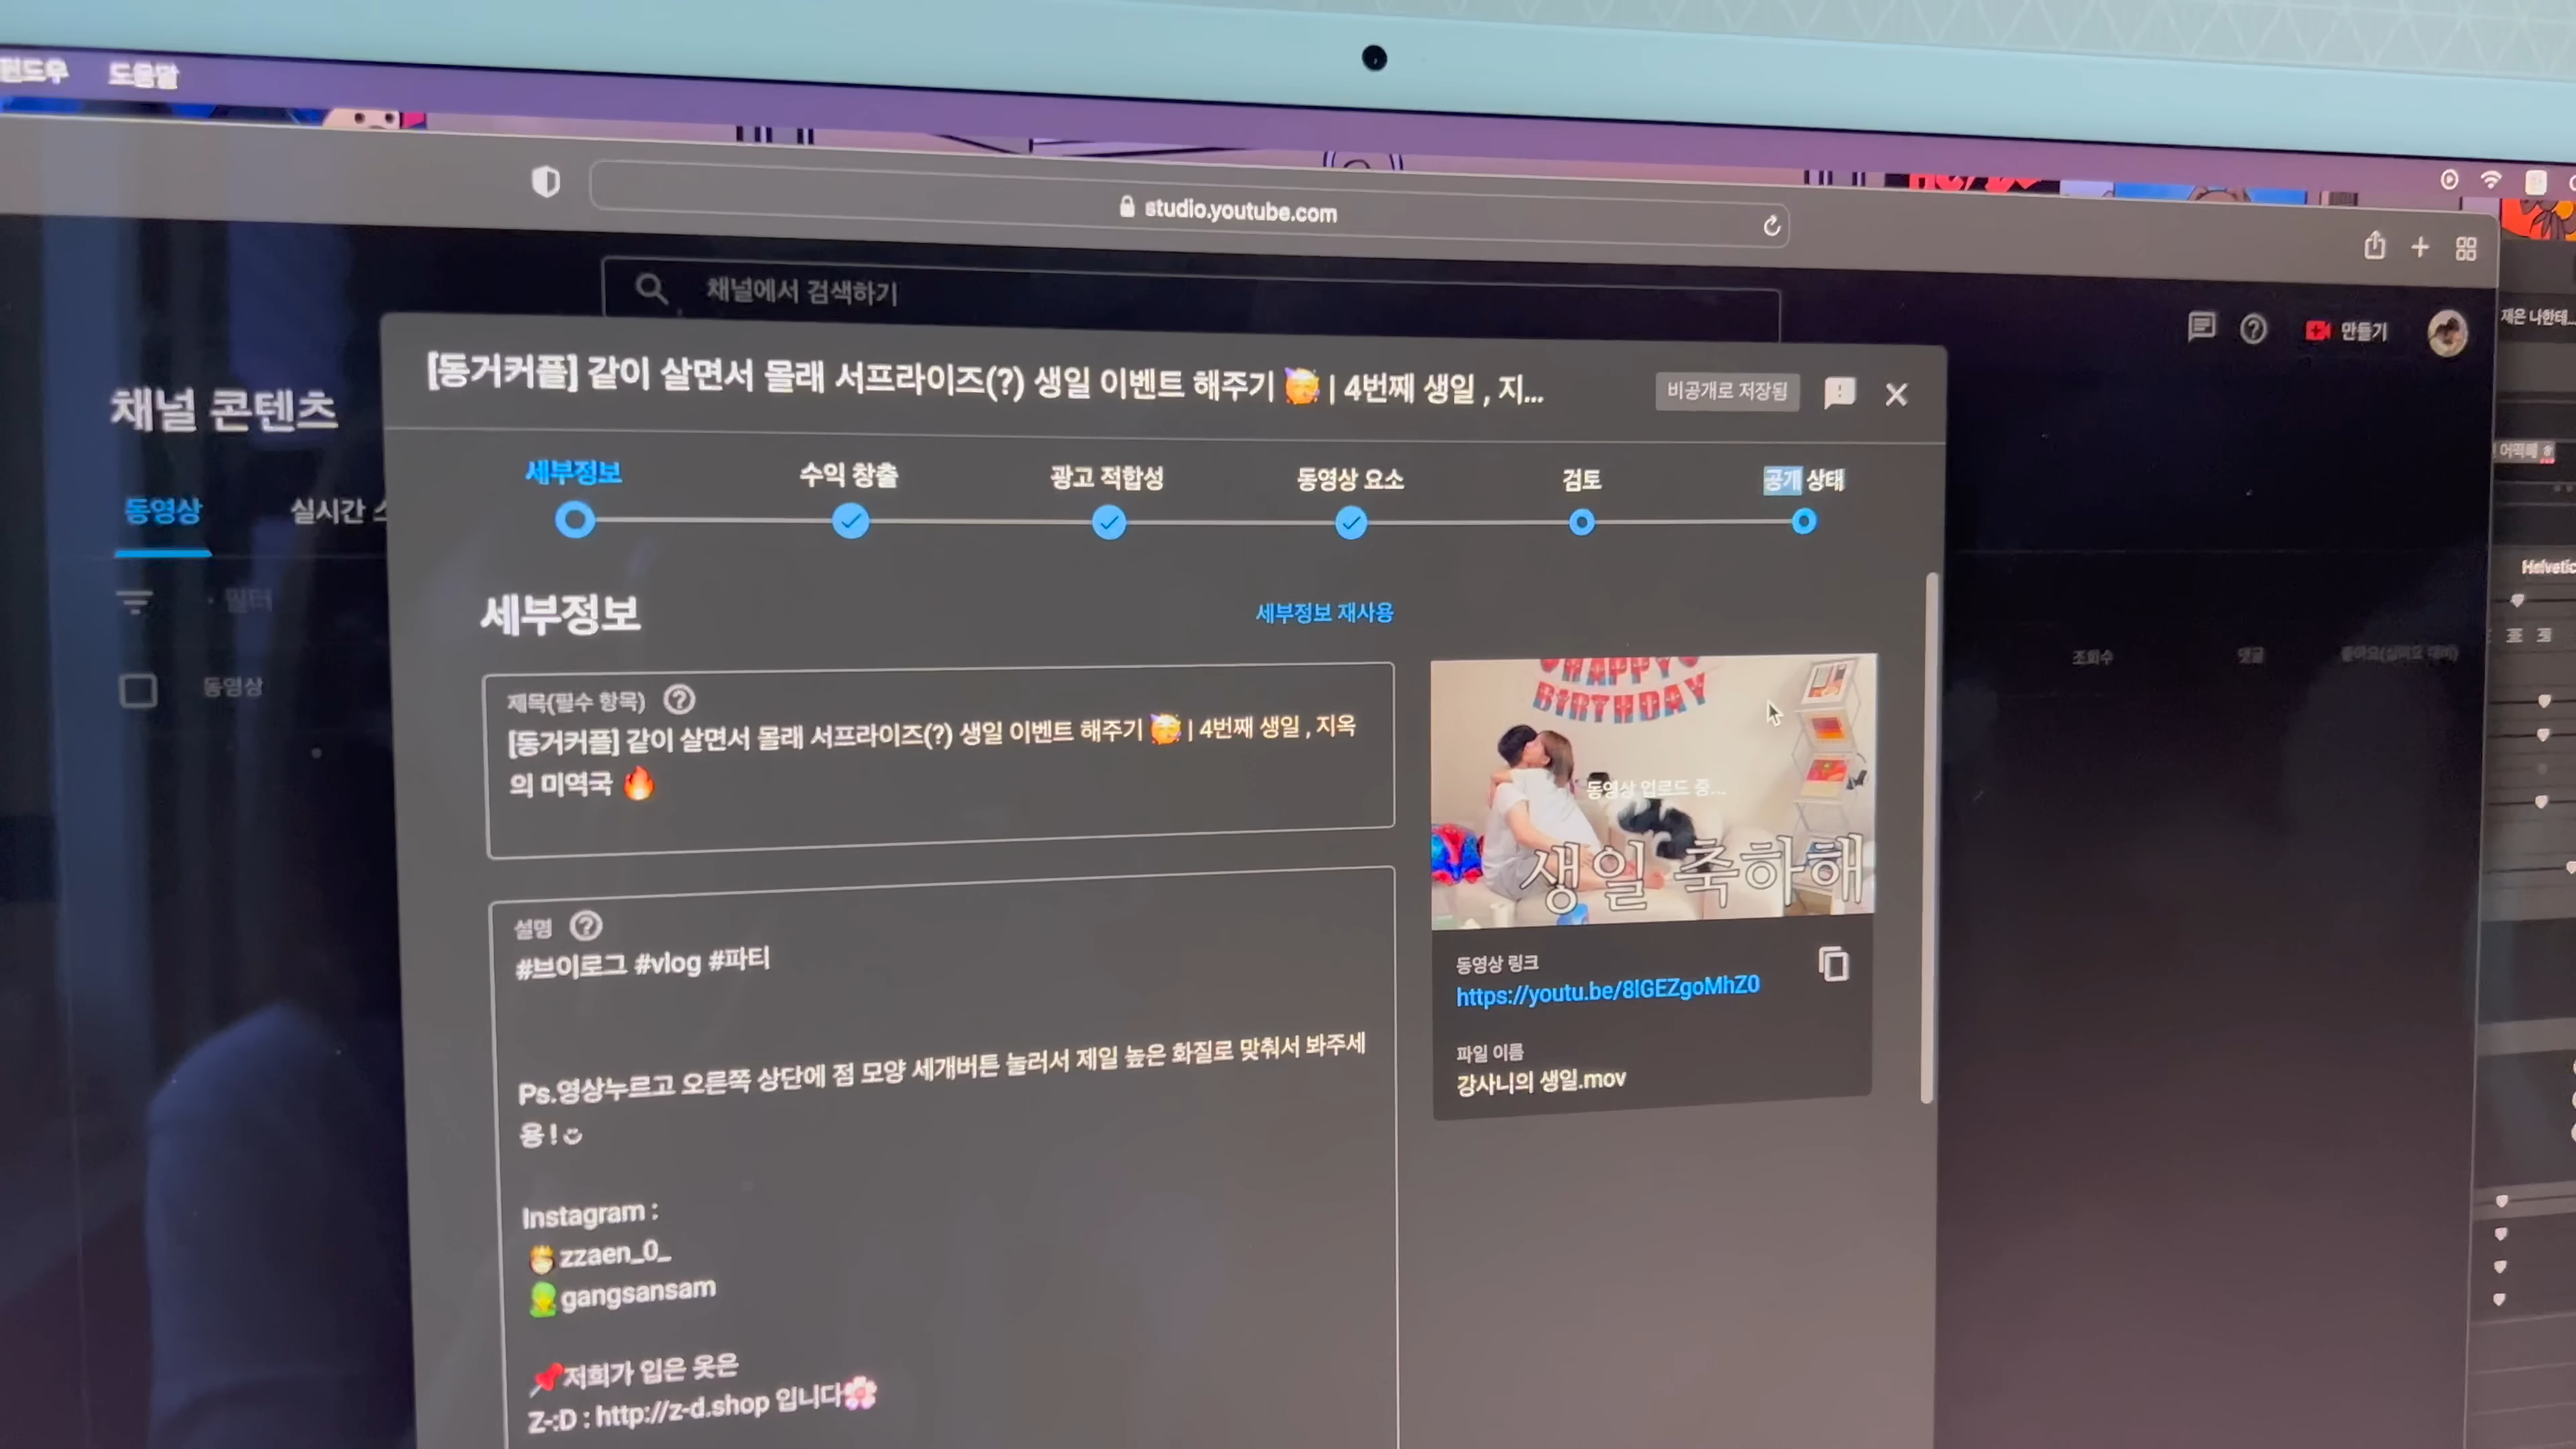 윈도우 도움말
studio.youtube.com
채널에서 검색하기
만들기
채널 콘텐츠
동영상 실시간 스
필터
동영상
조회수 댓글
[동거커플] 같이 살면서 몰래 서프라이즈(?) 생일 이벤트 해주기 🥳 | 4번째 생일 , 지...
비공개로 저장됨
세부정보 수익 창출 광고 적합성 동영상 요소 검토 공개 상태
세부정보
세부정보 재사용
제목(필수 항목)
[동거커플] 같이 살면서 몰래 서프라이즈(?) 생일 이벤트 해주기 🥳 | 4번째 생일 , 지옥
의 미역국 🔥
설명
#브이로그 #vlog #파티
Ps.영상누르고 오른쪽 상단에 점 모양 세개버튼 눌러서 제일 높은 화질로 맞춰서 봐주세
용 !
Instagram :
zzaen_0_
gangsansam
📌저희가 입은 옷은
Z-:D : http://z-d.shop 입니다🌸
HAPPY
BIRTHDAY
동영상 업로드 중...
생일 축하해
동영상 링크
https://youtu.be/8lGEZgoMhZ0
파일 이름
강사니의 생일.mov
재은 나한테...
Helvetic